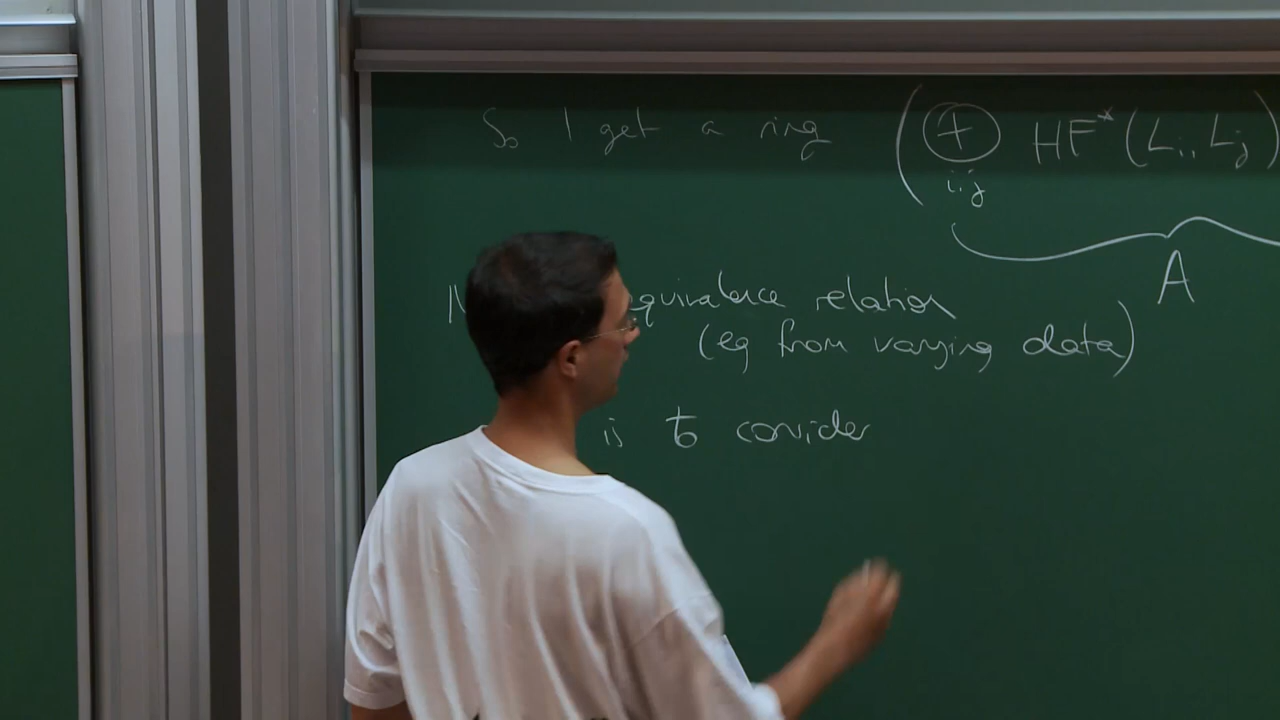 So I get a ring (⊕ HF*(Li, Lj)
i,j
A
equivalence relation
(eg from varying data)
is to consider